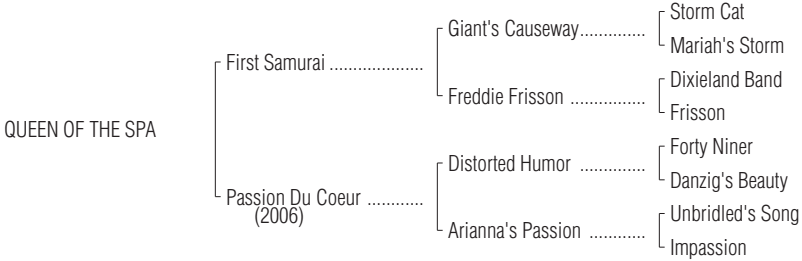 Storm Cat
Giant's Causeway..............
Mariah's Storm
First Samurai ....................
Dixieland Band
Freddie Frisson ................
Frisson
QUEEN OF THE SPA
Forty Niner
Distorted Humor ..............
Danzig's Beauty
Passion Du Coeur ............
(2006)
Unbridled's Song
Arianna's Passion ............
Impassion